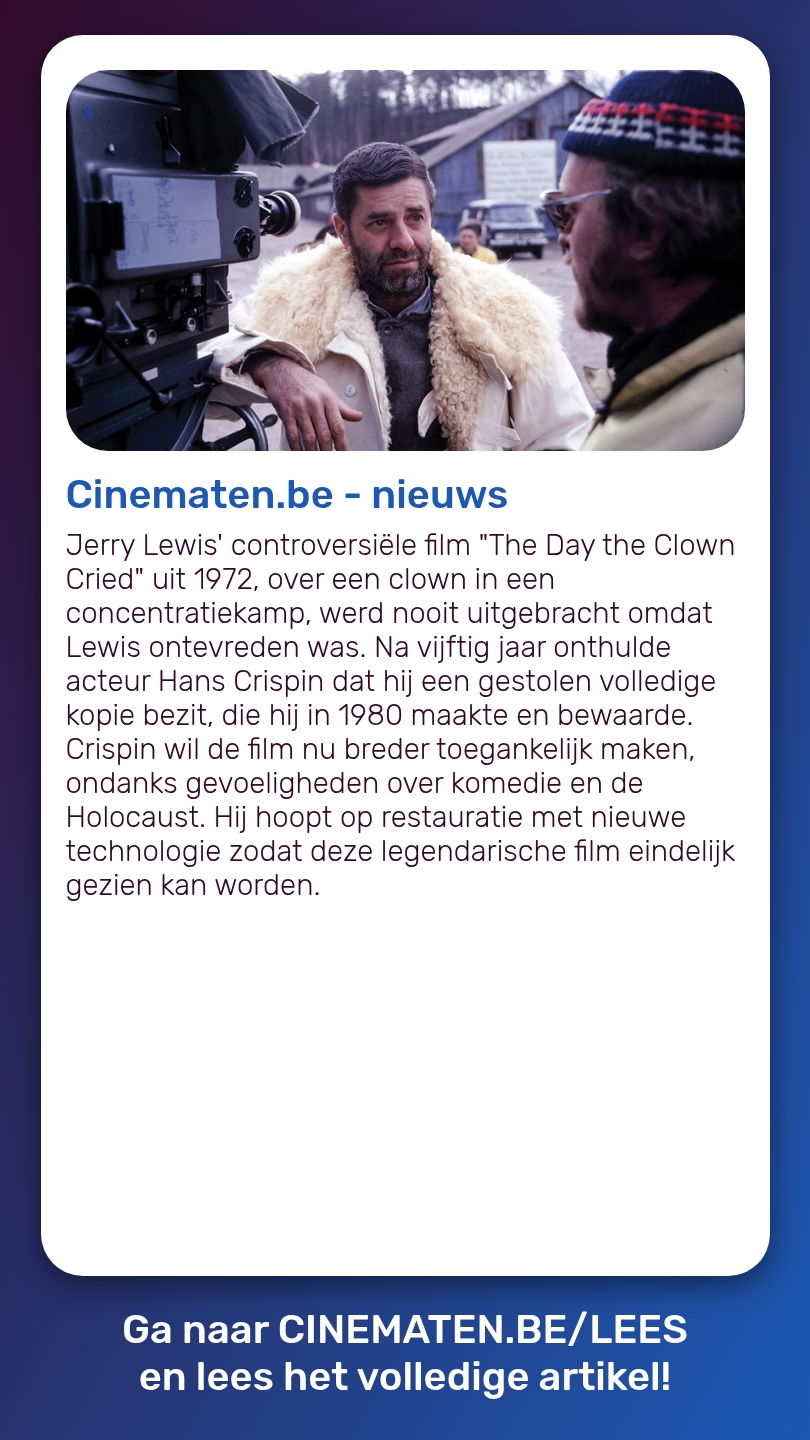 Cinematen.be - nieuws
Jerry Lewis' controversiële film "The Day the Clown
Cried" uit 1972, over een clown in een
concentratiekamp, werd nooit uitgebracht omdat
Lewis ontevreden was. Na vijftig jaar onthulde
acteur Hans Crispin dat hij een gestolen volledige
kopie bezit, die hij in 1980 maakte en bewaarde.
Crispin wil de film nu breder toegankelijk maken,
ondanks gevoeligheden over komedie en de
Holocaust. Hij hoopt op restauratie met nieuwe
technologie zodat deze legendarische film eindelijk
gezien kan worden.
Ga naar CINEMATEN.BE/LEES
en lees het volledige artikel!